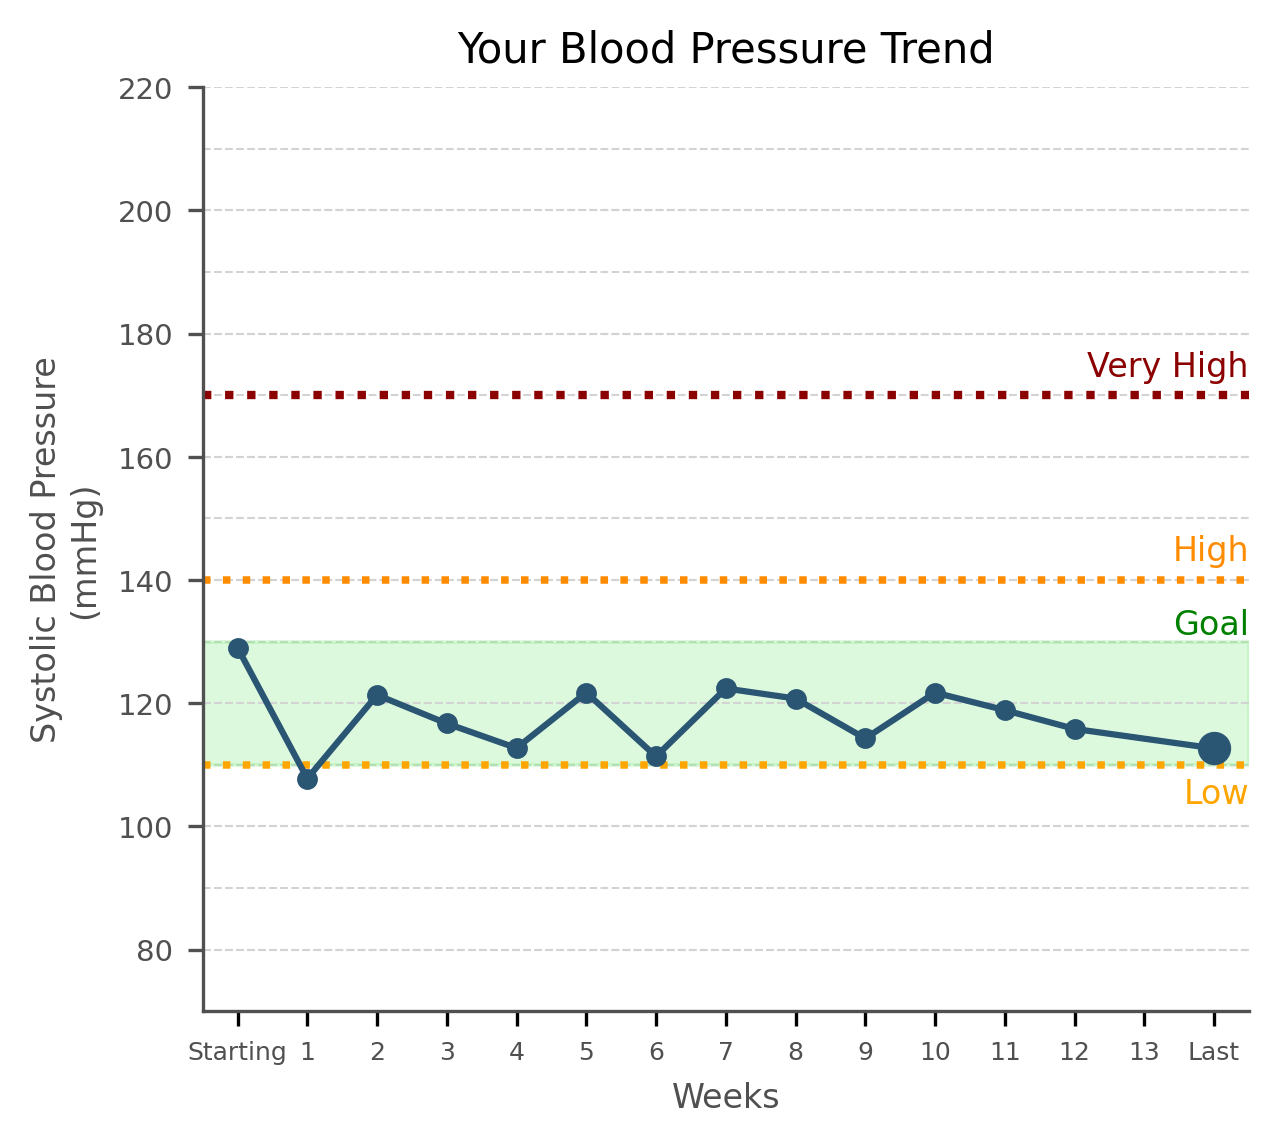 Your Blood Pressure Trend
220
200
180
160
140
120
100
80
Systolic Blood Pressure
(mmHg)
Very High
High
Goal
Low
Starting 1 2 3 4 5 6 7 8 9 10 11 12 13 Last
Weeks